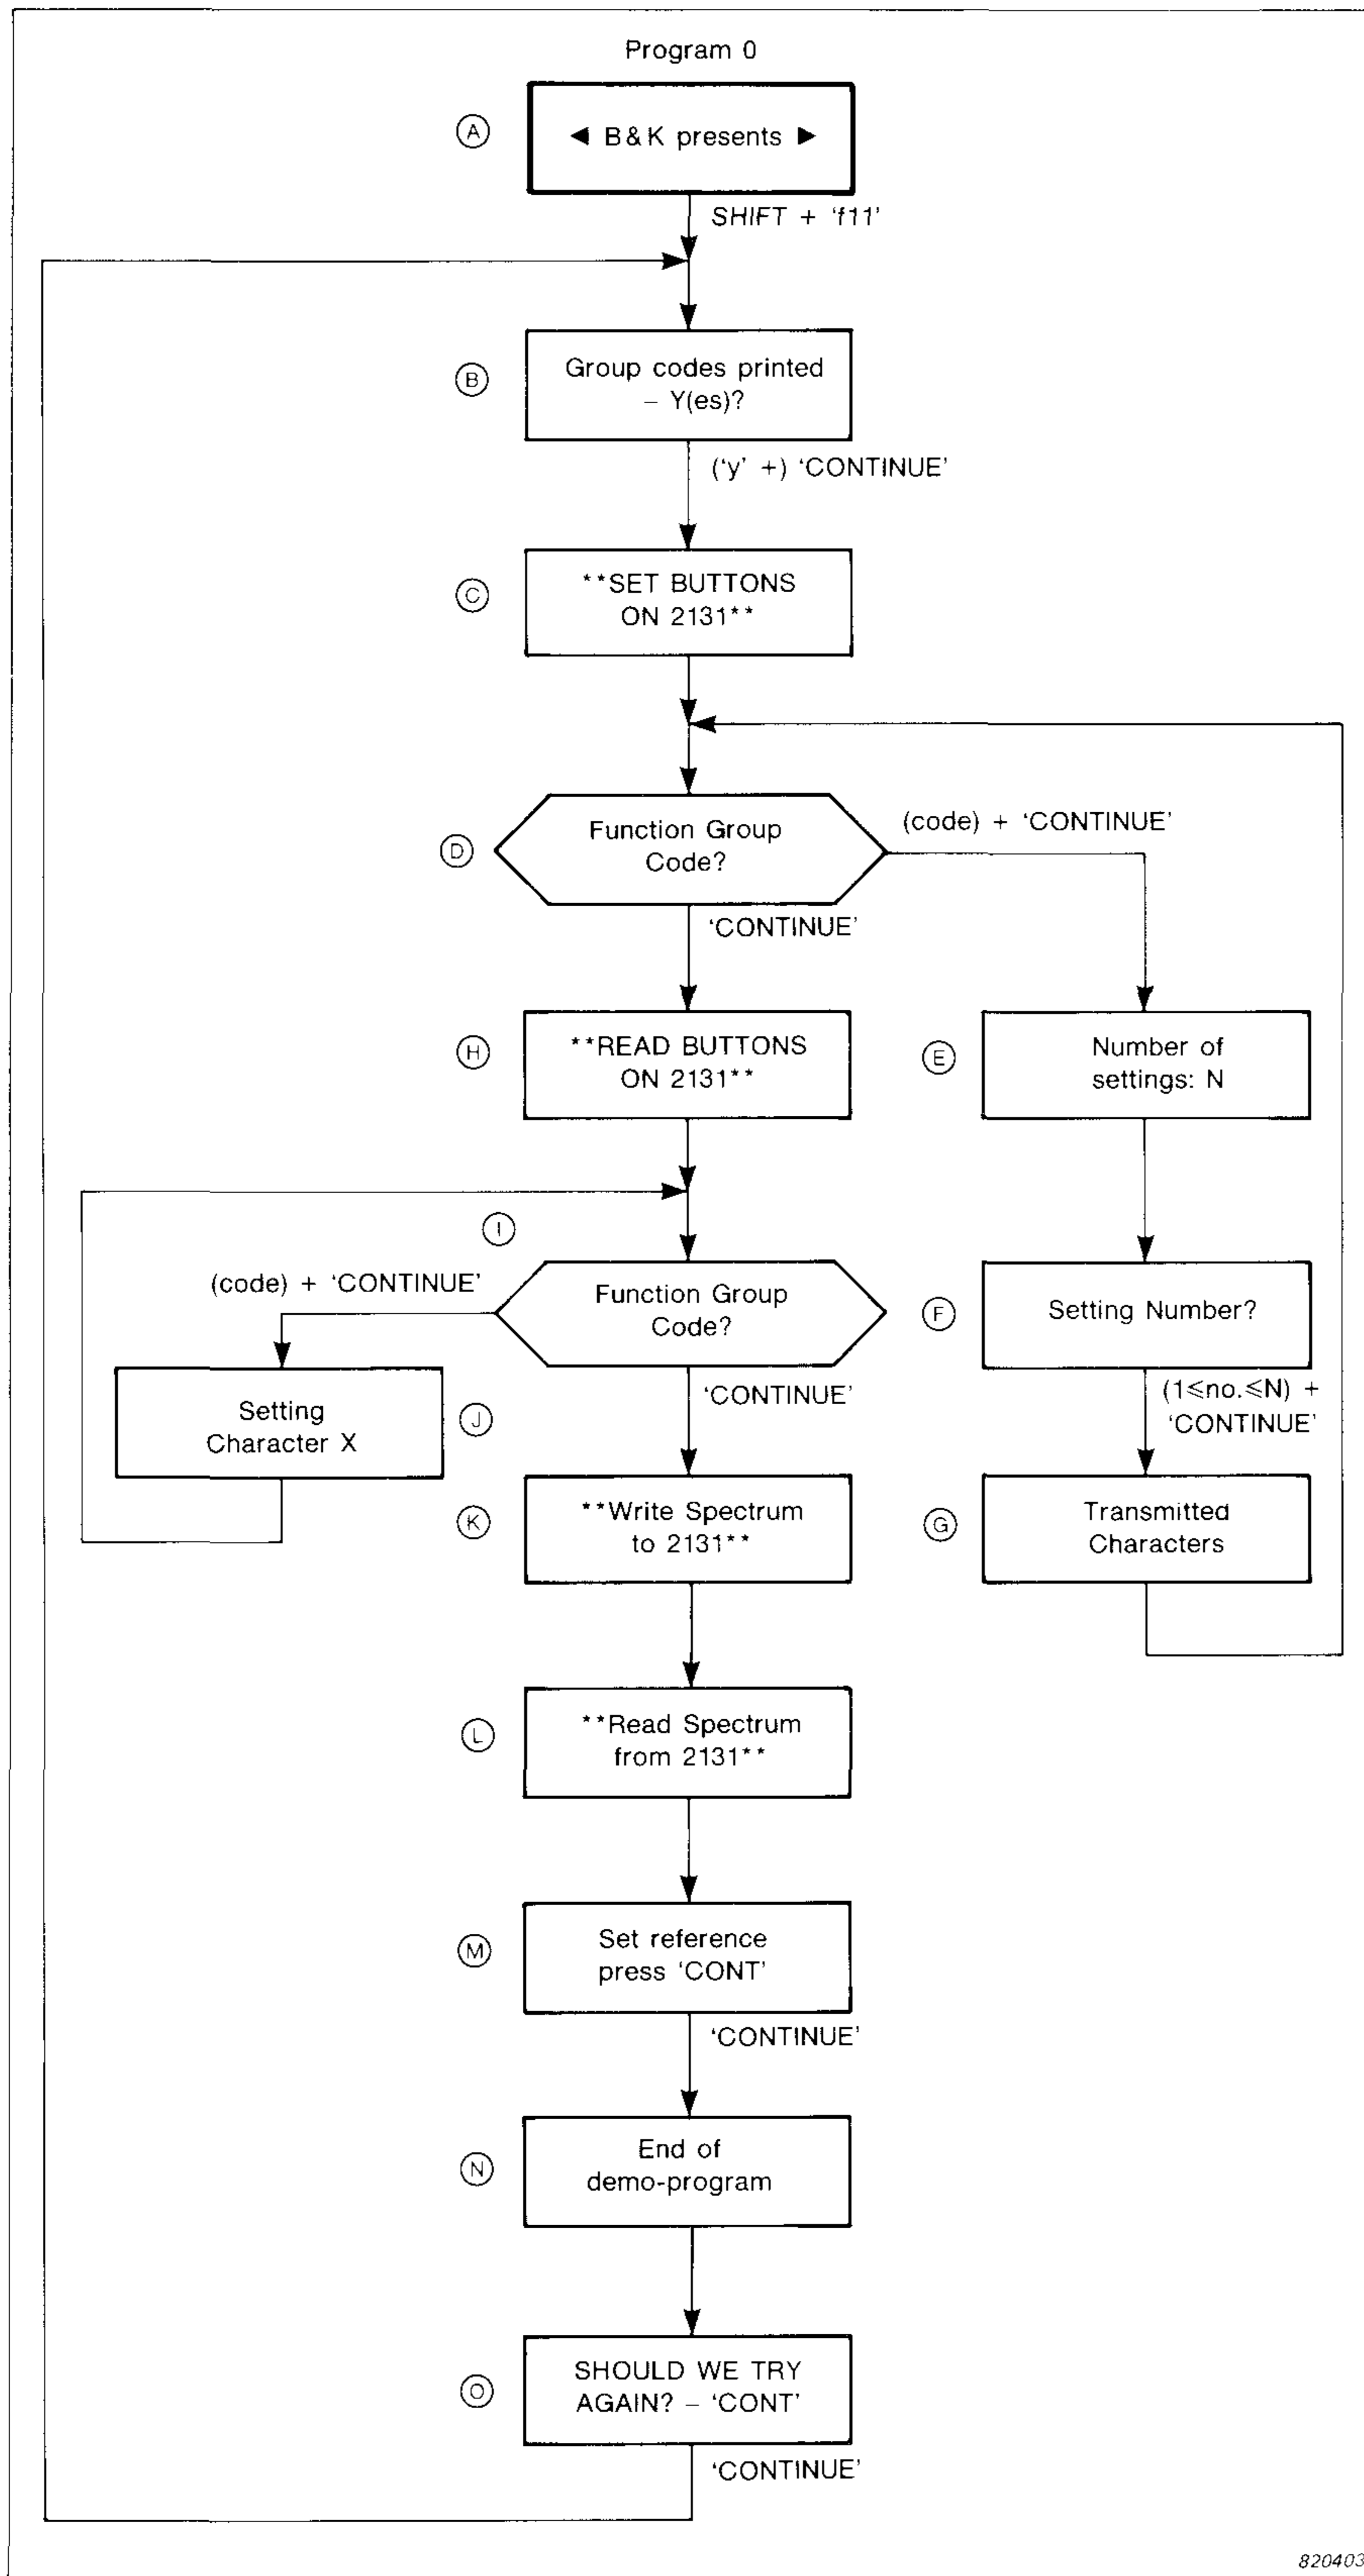 Program 0
A
◄ B&K presents ►
SHIFT + ‘f11’
B
Group codes printed
– Y(es)?
(‘y’ +) ‘CONTINUE’
C
**SET BUTTONS
ON 2131**
D
Function Group
Code?
(code) + ‘CONTINUE’
‘CONTINUE’
H
**READ BUTTONS
ON 2131**
E
Number of
settings: N
I
(code) + ‘CONTINUE’
Function Group
Code?
F
Setting Number?
‘CONTINUE’
(1≤no.≤N) +
‘CONTINUE’
Setting
Character X
J
K
**Write Spectrum
to 2131**
G
Transmitted
Characters
L
**Read Spectrum
from 2131**
M
Set reference
press ‘CONT’
‘CONTINUE’
N
End of
demo-program
O
SHOULD WE TRY
AGAIN? – ‘CONT’
‘CONTINUE’
820403